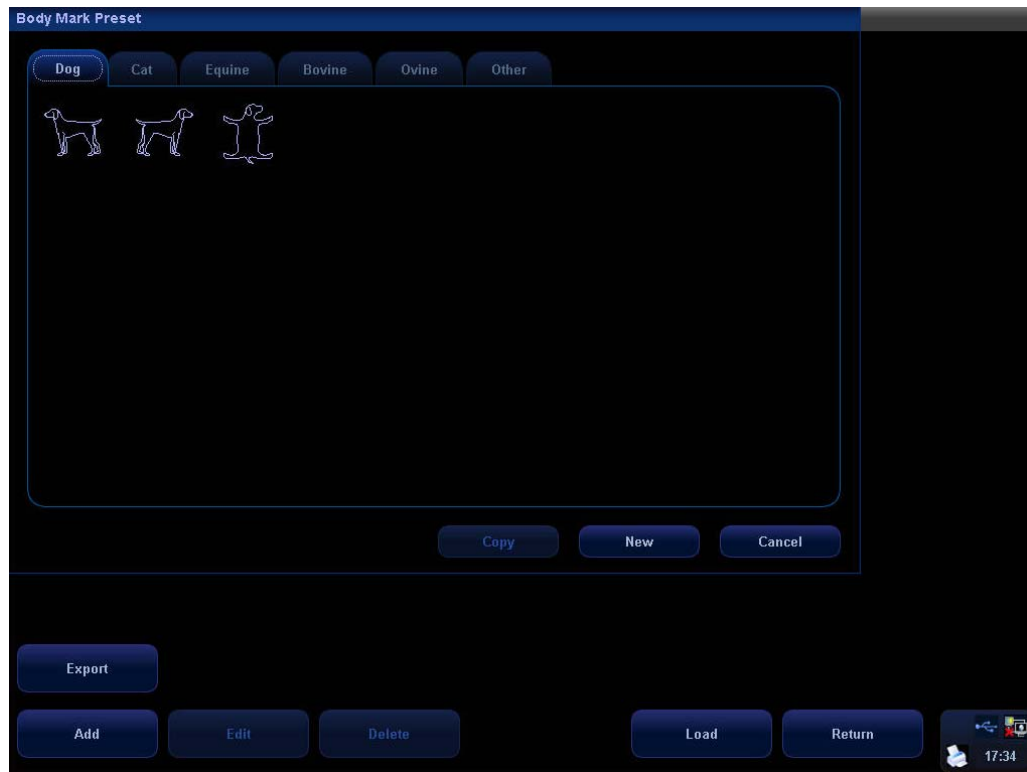 Body Mark Preset
Dog Cat Equine Bovine Ovine Other
Copy New Cancel
Export
Add Edit Delete Load Return
17:34